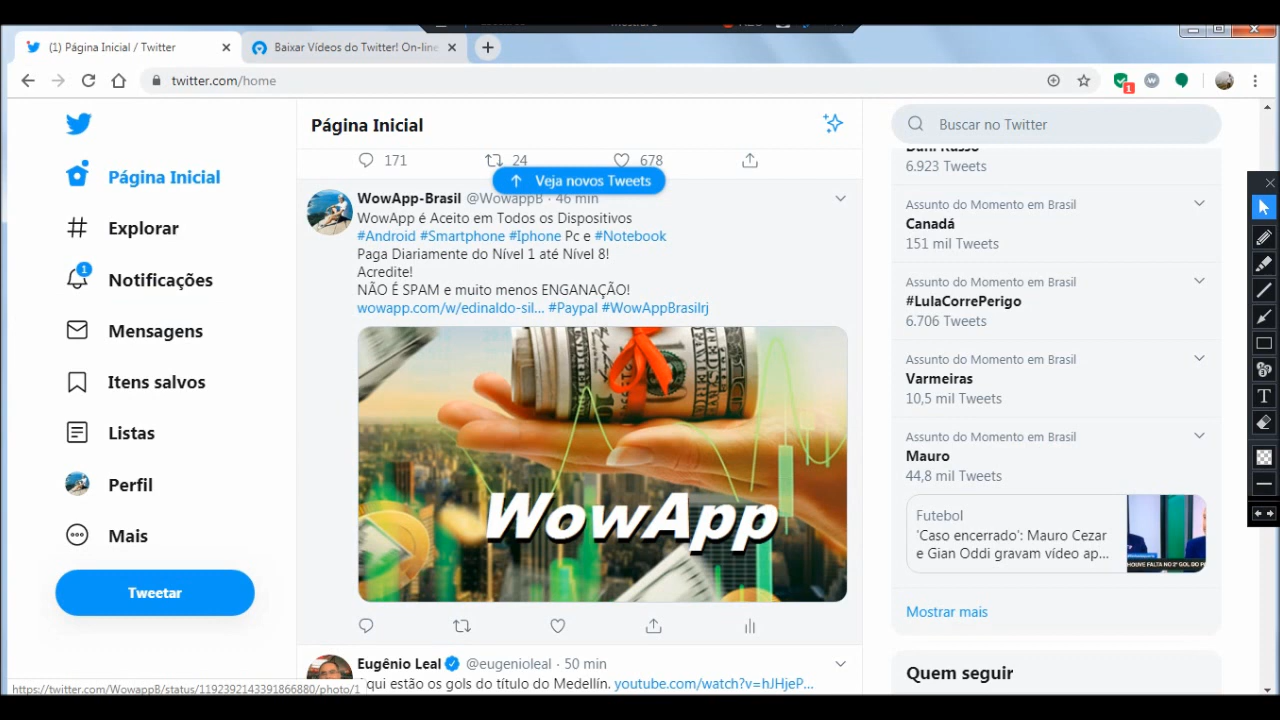 (1) Página Inicial / Twitter
Baixar Vídeos do Twitter! On-line
twitter.com/home
1
Página Inicial
Explorar
1
Notificações
Mensagens
Itens salvos
Listas
Perfil
Mais
Tweetar
https://twitter.com/WowappB/status/1192392143391866880/photo/1
Página Inicial
171 24 678
Veja novos Tweets
WowApp-Brasil @WowappB · 46 min
WowApp é Aceito em Todos os Dispositivos
#Android #Smartphone #Iphone Pc e #Notebook
Paga Diariamente do Nível 1 até Nível 8!
Acredite!
NÃO É SPAM e muito menos ENGANAÇÃO!
wowapp.com/w/edinaldo-sil... #Paypal #WowAppBrasilrj
WowApp
Eugênio Leal @eugenioleal · 50 min
qui estão os gols do título do Medellín. youtube.com/watch?v=hJHjeP...
Buscar no Twitter
Dani Russo
6.923 Tweets
Assunto do Momento em Brasil
Canadá
151 mil Tweets
Assunto do Momento em Brasil
#LulaCorrePerigo
6.706 Tweets
Assunto do Momento em Brasil
Varmeiras
10,5 mil Tweets
Assunto do Momento em Brasil
Mauro
44,8 mil Tweets
Futebol
'Caso encerrado': Mauro Cezar
e Gian Oddi gravam vídeo ap...
Mostrar mais
Quem seguir
T